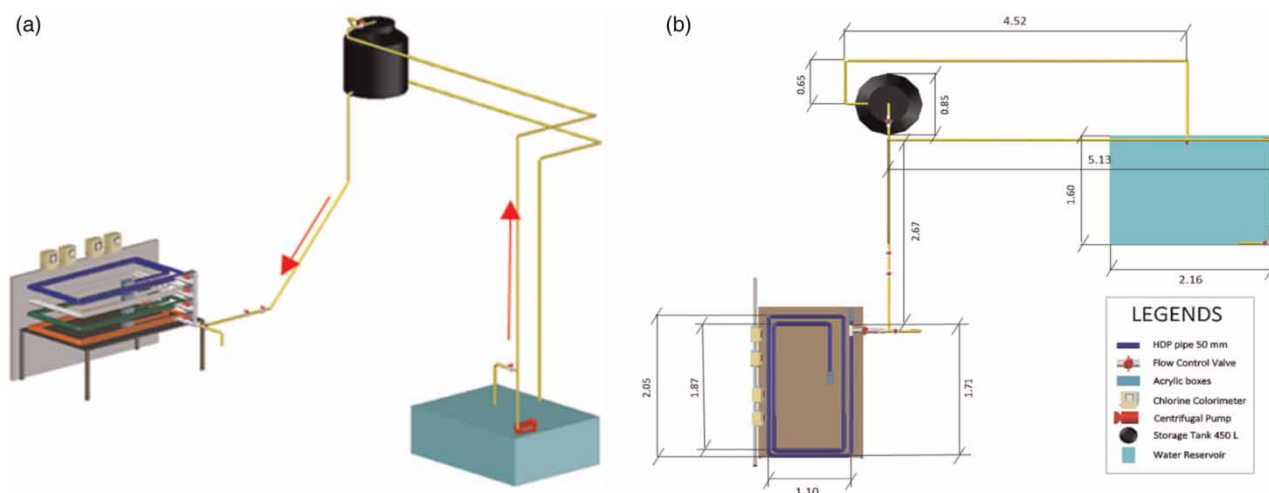 (a)
(b)
4.52
0.65
0.85
5.13
1.60
2.67
2.16
2.05
1.87
1.71
1.10
LEGENDS
HDP pipe 50 mm
Flow Control Valve
Acrylic boxes
Chlorine Colorimeter
Centrifugal Pump
Storage Tank 450 L
Water Reservoir